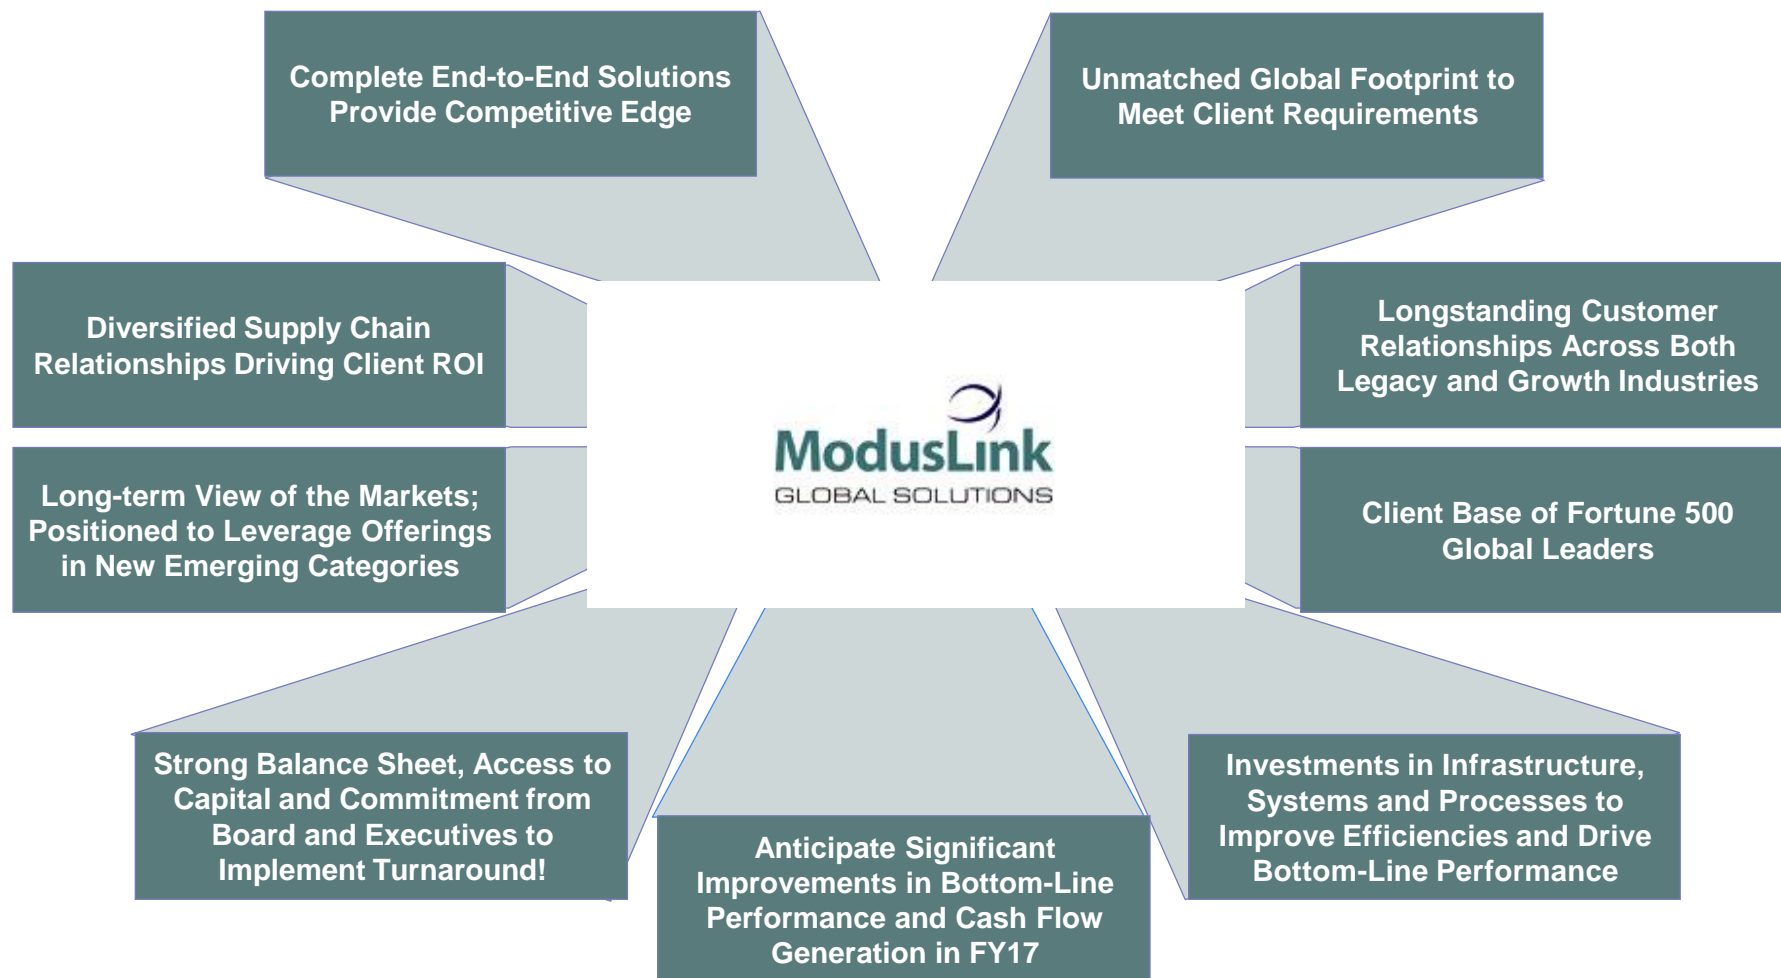 Complete End-to-End Solutions
Provide Competitive Edge
Unmatched Global Footprint to
Meet Client Requirements
Diversified Supply Chain
Relationships Driving Client ROI
Longstanding Customer
Relationships Across Both
Legacy and Growth Industries
ModusLink
GLOBAL SOLUTIONS
Long-term View of the Markets;
Positioned to Leverage Offerings
in New Emerging Categories
Client Base of Fortune 500
Global Leaders
Strong Balance Sheet, Access to
Capital and Commitment from
Board and Executives to
Implement Turnaround!
Anticipate Significant
Improvements in Bottom-Line
Performance and Cash Flow
Generation in FY17
Investments in Infrastructure,
Systems and Processes to
Improve Efficiencies and Drive
Bottom-Line Performance